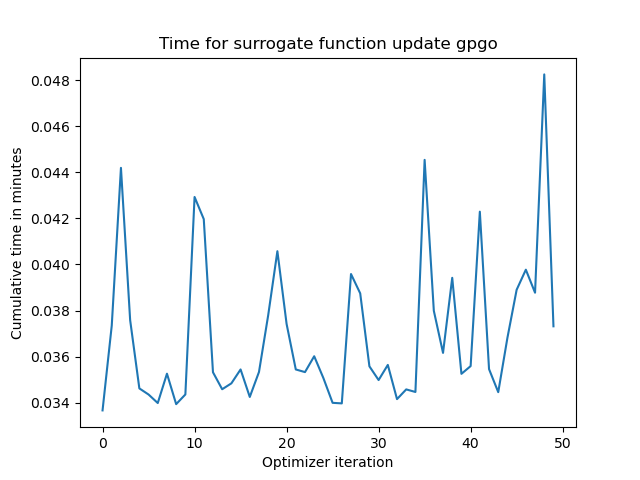 Time for surrogate function update gpgo
Cumulative time in minutes
0.048
0.046
0.044
0.042
0.040
0.038
0.036
0.034
0 10 20 30 40 50
Optimizer iteration